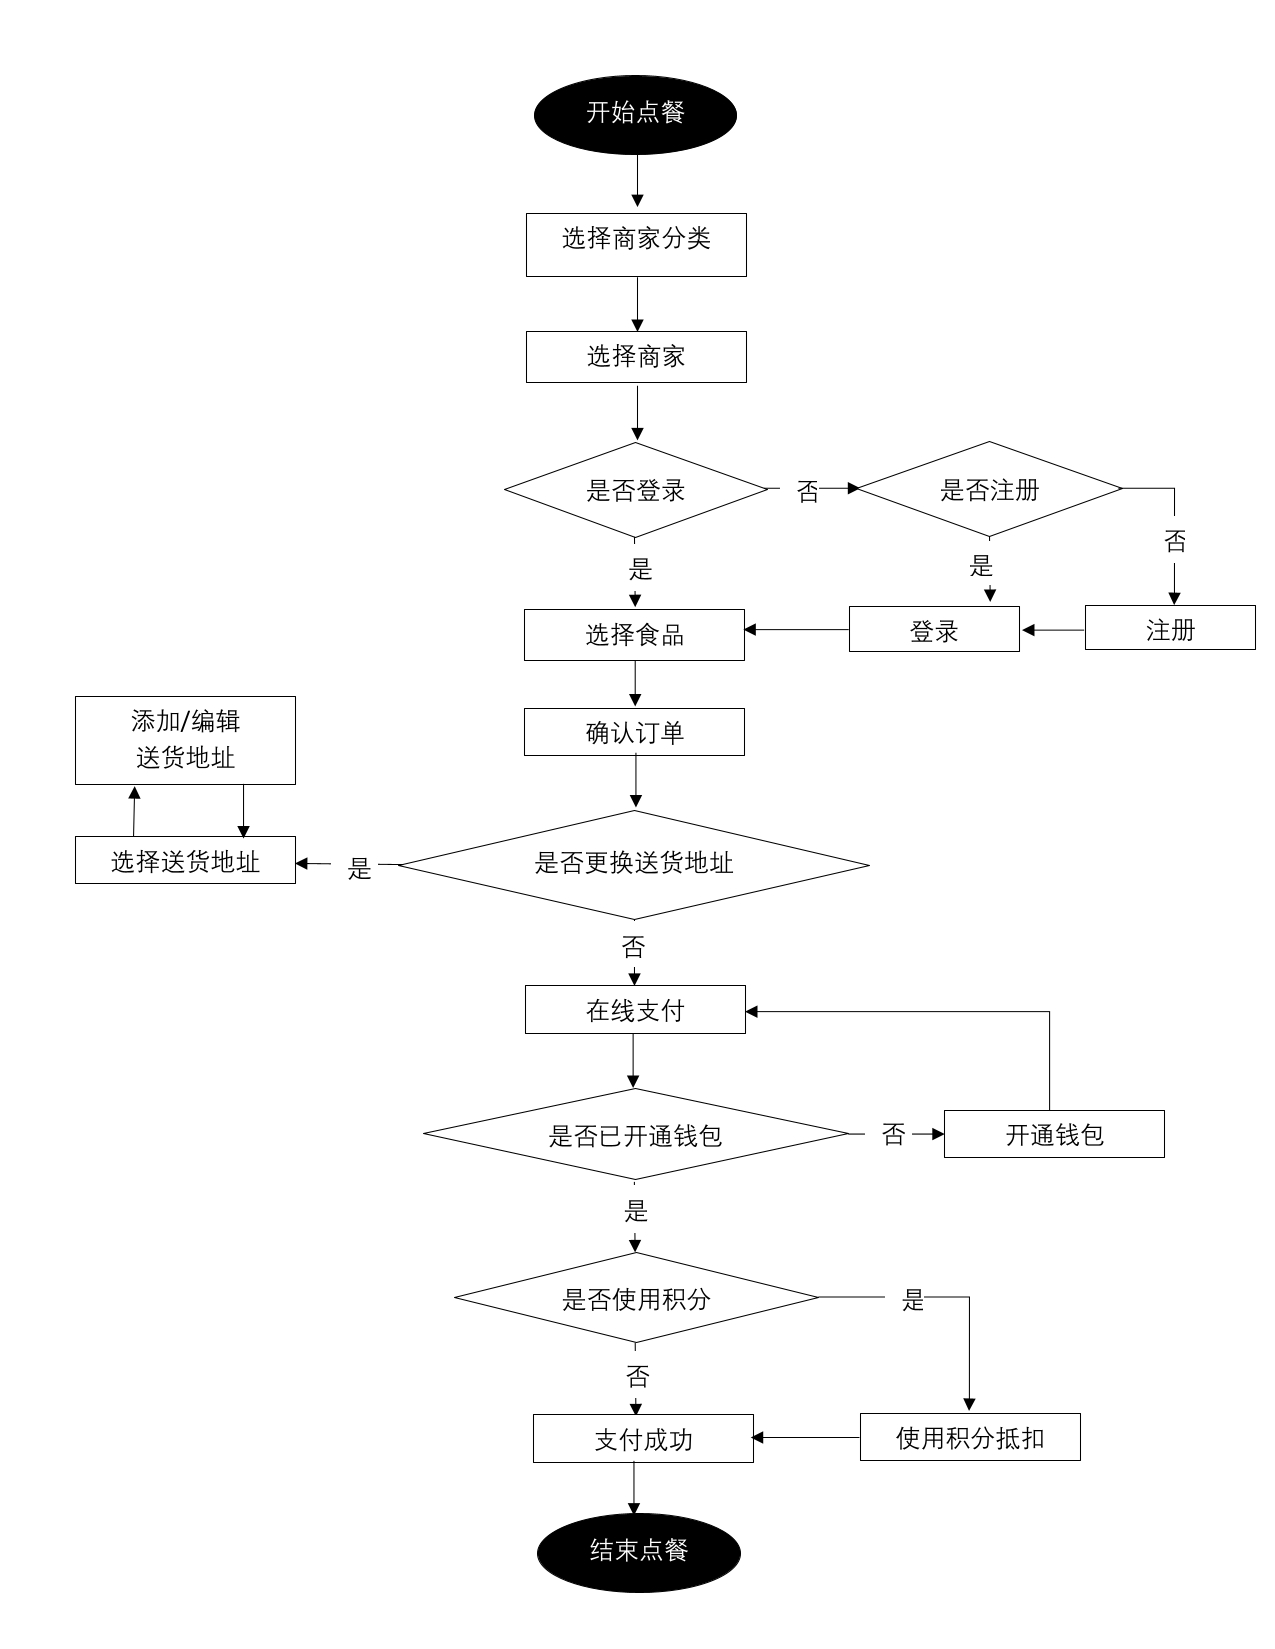 开始点餐
选择商家分类
选择商家
是否登录
否
是否注册
否
是
是
选择食品
登录
注册
添加/编辑
送货地址
确认订单
选择送货地址
是
是否更换送货地址
否
在线支付
是否已开通钱包
否
开通钱包
是
是否使用积分
是
否
支付成功
使用积分抵扣
结束点餐